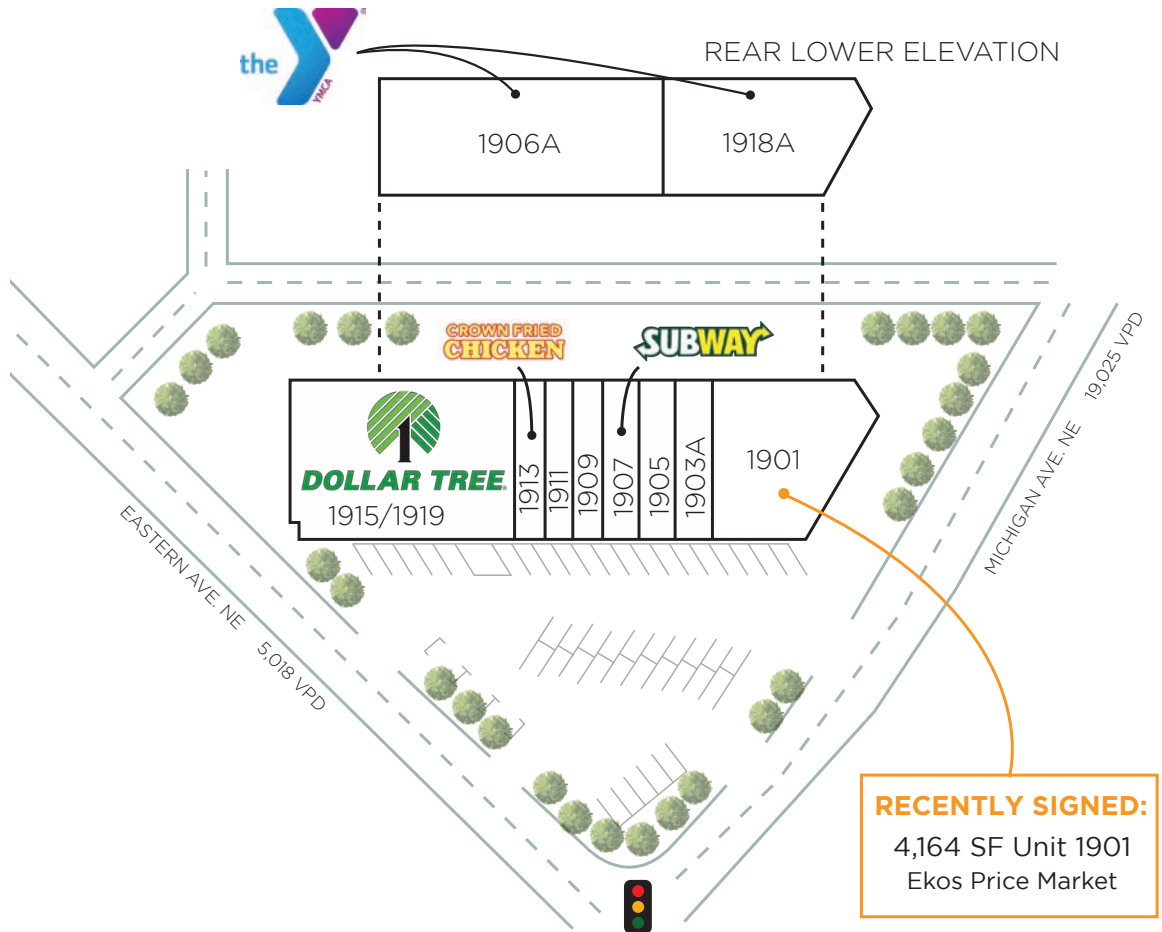 the
YMCA
REAR LOWER ELEVATION
1906A
1918A
CROWN FRIED
CHICKEN
SUBWAY
1
DOLLAR TREE
1915/1919
1913
1911
1909
1907
1905
1903A
1901
EASTERN AVE. NE 5,018 VPD
MICHIGAN AVE. NE 19,025 VPD
RECENTLY SIGNED:
4,164 SF Unit 1901
Ekos Price Market